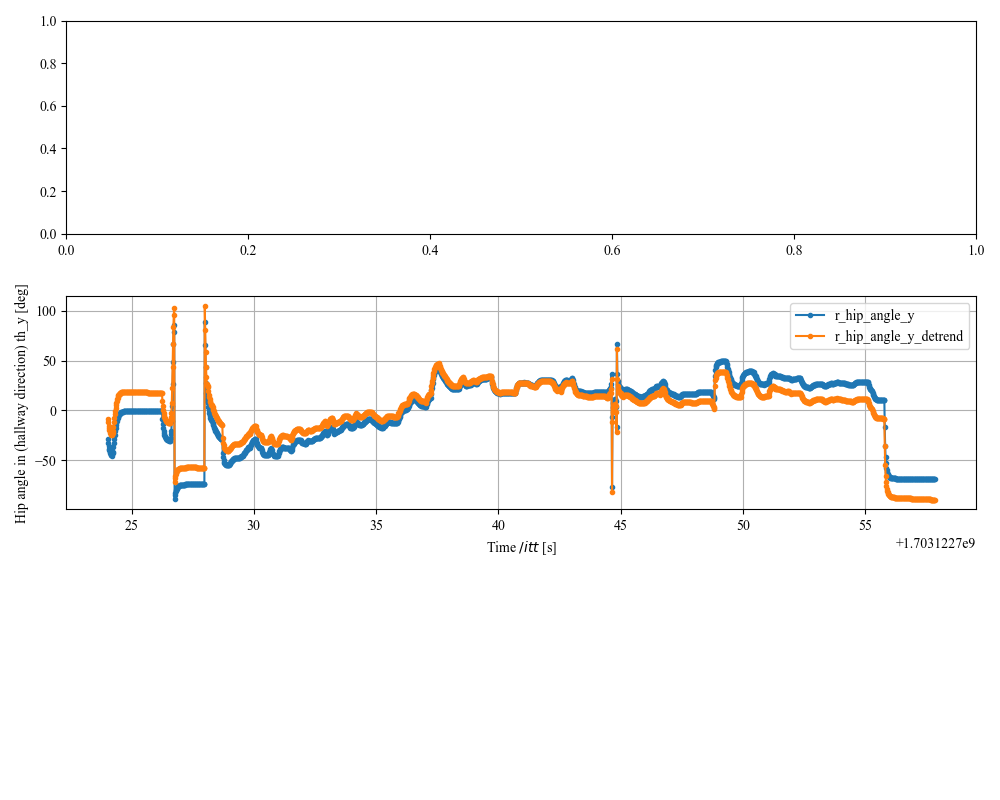 1.0
0.8
0.6
0.4
0.2
0.0
0.0 0.2 0.4 0.6 0.8 1.0
Hip angle in (hallway direction) th_y [deg]
100
50
0
−50
r_hip_angle_y
r_hip_angle_y_detrend
25 30 35 40 45 50 55
Time /itt [s]
+1.7031227e9